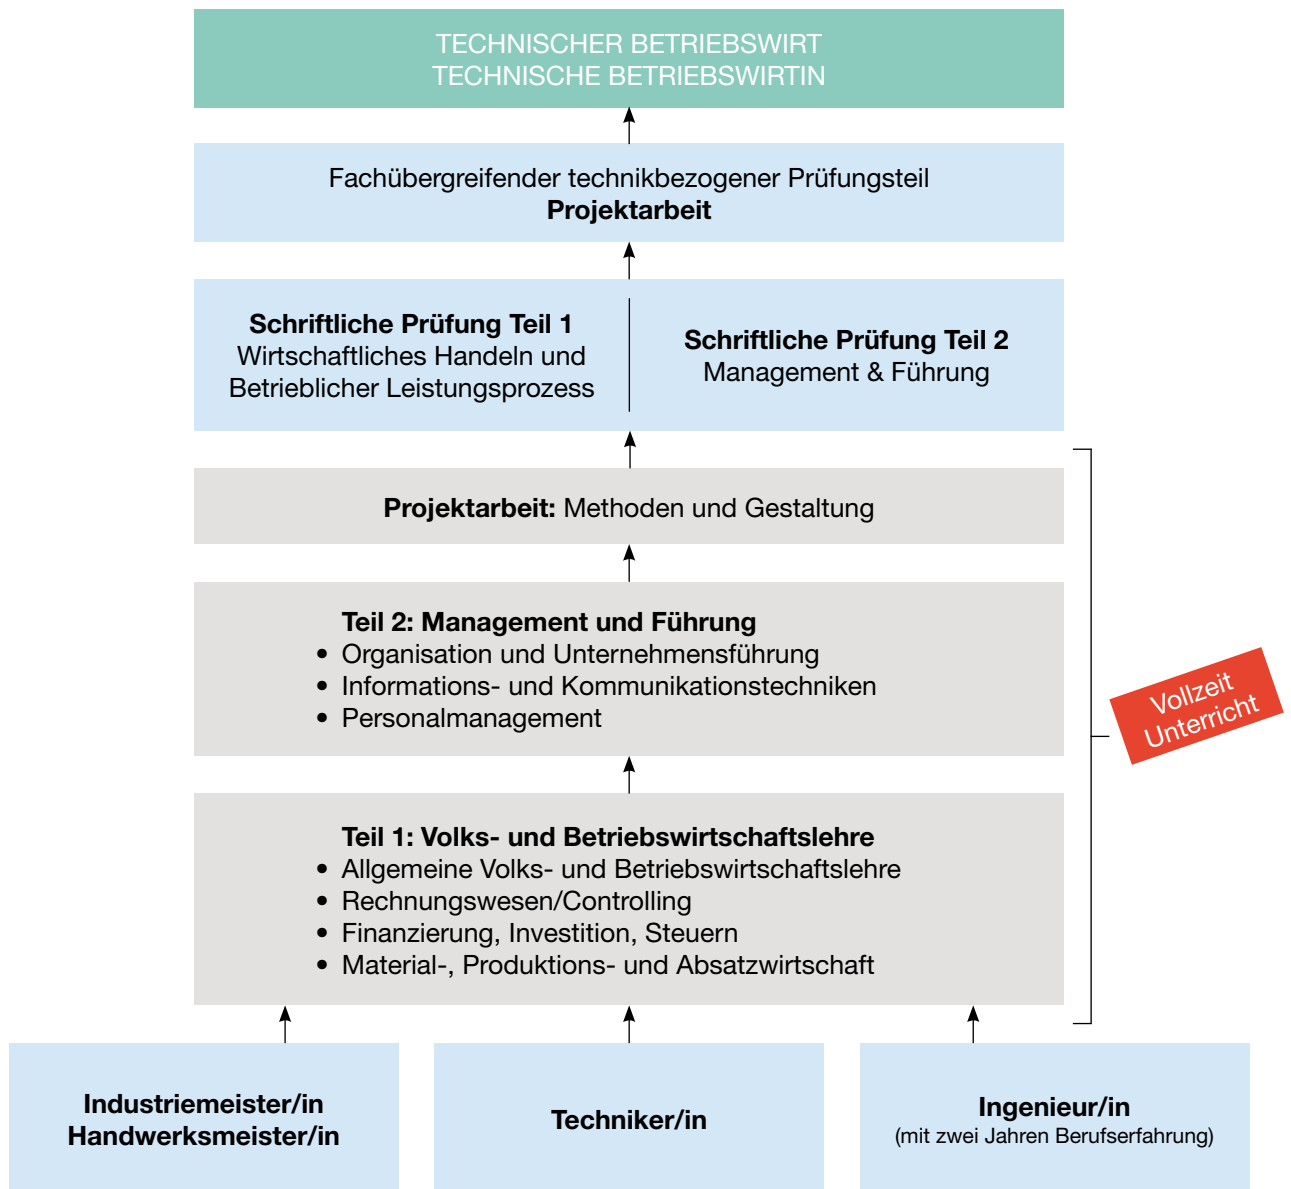 TECHNISCHER BETRIEBSWIRT
TECHNISCHE BETRIEBSWIRTIN
Fachübergreifender technikbezogener Prüfungsteil
Projektarbeit
Schriftliche Prüfung Teil 1
Wirtschaftliches Handeln und
Betrieblicher Leistungsprozess
Schriftliche Prüfung Teil 2
Management & Führung
Projektarbeit: Methoden und Gestaltung
Teil 2: Management und Führung
• Organisation und Unternehmensführung
• Informations- und Kommunikationstechniken
• Personalmanagement
Vollzeit
Unterricht
Teil 1: Volks- und Betriebswirtschaftslehre
• Allgemeine Volks- und Betriebswirtschaftslehre
• Rechnungswesen/Controlling
• Finanzierung, Investition, Steuern
• Material-, Produktions- und Absatzwirtschaft
Industriemeister/in
Handwerksmeister/in
Techniker/in
Ingenieur/in
(mit zwei Jahren Berufserfahrung)